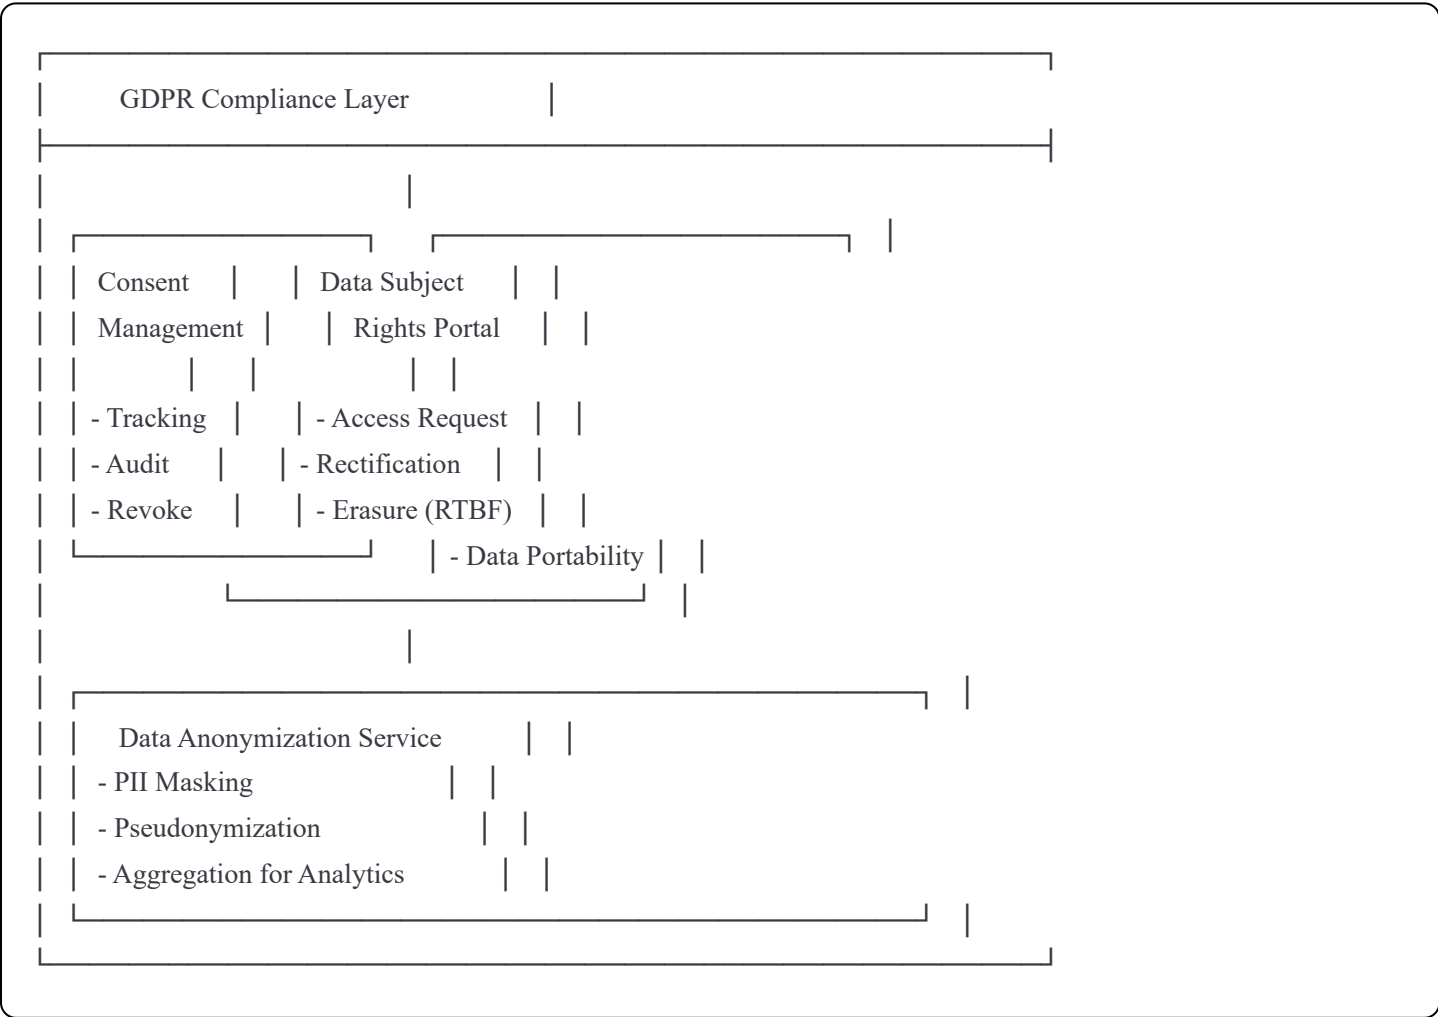 GDPR Compliance Layer
Consent Data Subject
Management Rights Portal
- Tracking - Access Request
- Audit - Rectification
- Revoke - Erasure (RTBF)
- Data Portability
Data Anonymization Service
- PII Masking
- Pseudonymization
- Aggregation for Analytics